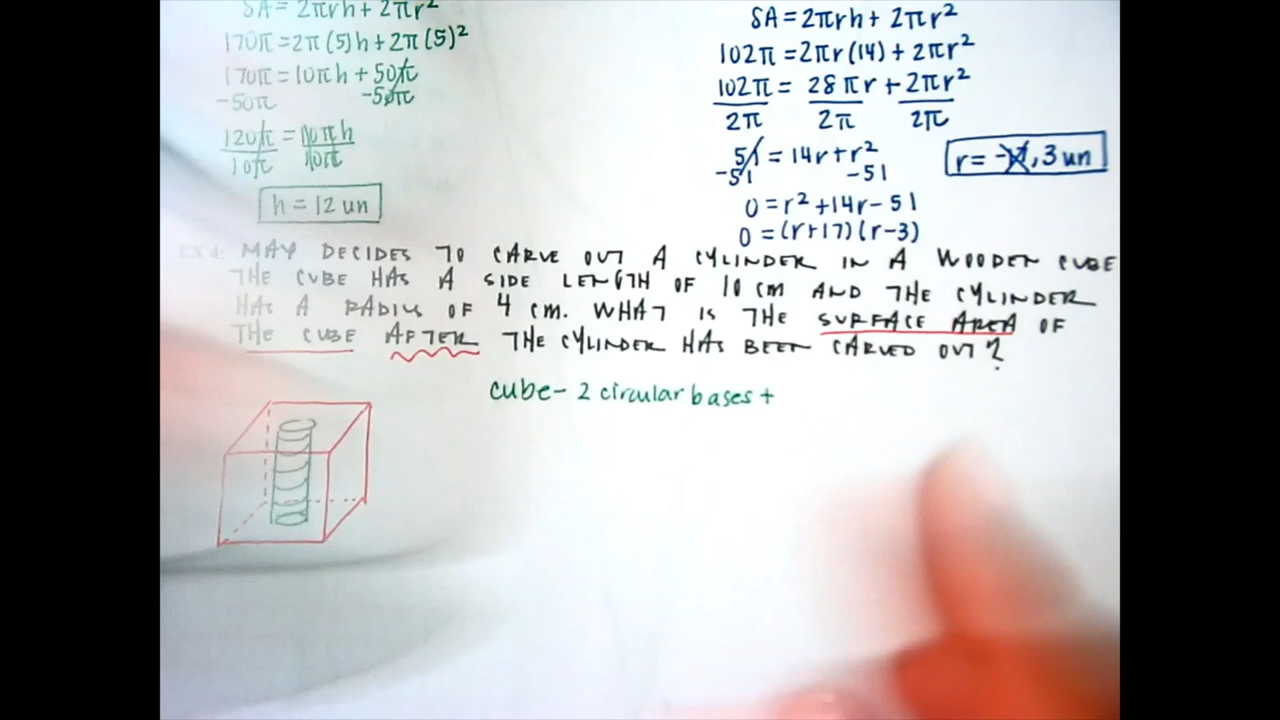 SA = 2πrh + 2πr²
170π = 2π(5)h + 2π(5)²
170π = 10πh + 50π
-50π -50π
120π = 10πh
10π 10π
h = 12 un
SA = 2πrh + 2πr²
102π = 2πr(14) + 2πr²
102π = 28πr + 2πr²
2π 2π 2π
51 = 14r + r²
-51 -51
0 = r² + 14r - 51
0 = (r+17)(r-3)
r = -17, 3 un
EX 4: MAY DECIDES TO CARVE OUT A CYLINDER IN A WOODEN CUBE
THE CUBE HAS A SIDE LENGTH OF 10 CM AND THE CYLINDER
HAS A RADIUS OF 4 CM. WHAT IS THE SURFACE AREA OF
THE CUBE AFTER THE CYLINDER HAS BEEN CARVED OUT?
cube - 2 circular bases +